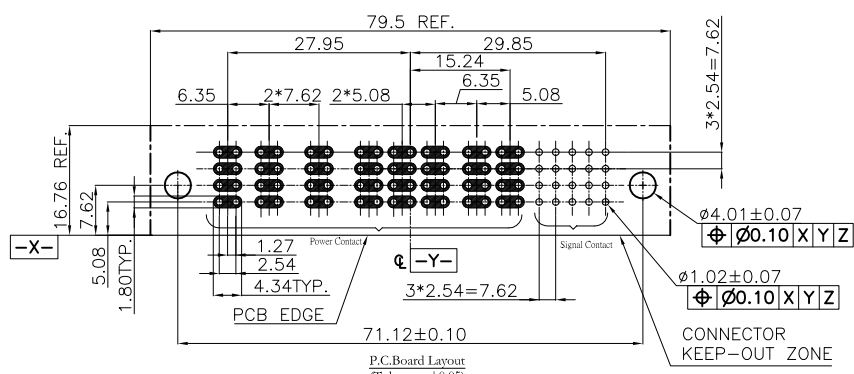 79.5 REF.
27.95
29.85
15.24
6.35
6.35
2*7.62
2*5.08
5.08
3*2.54=7.62
16.76 REF.
7.62
5.08
1.80TYP.
-X-
Power Contact
Signal Contact
1.27
2.54
4.34TYP.
℄ -Y-
3*2.54=7.62
PCB EDGE
ø4.01±0.07
⌖ Ø0.10 X Y Z
ø1.02±0.07
⌖ Ø0.10 X Y Z
71.12±0.10
CONNECTOR
KEEP-OUT ZONE
P.C.Board Layout